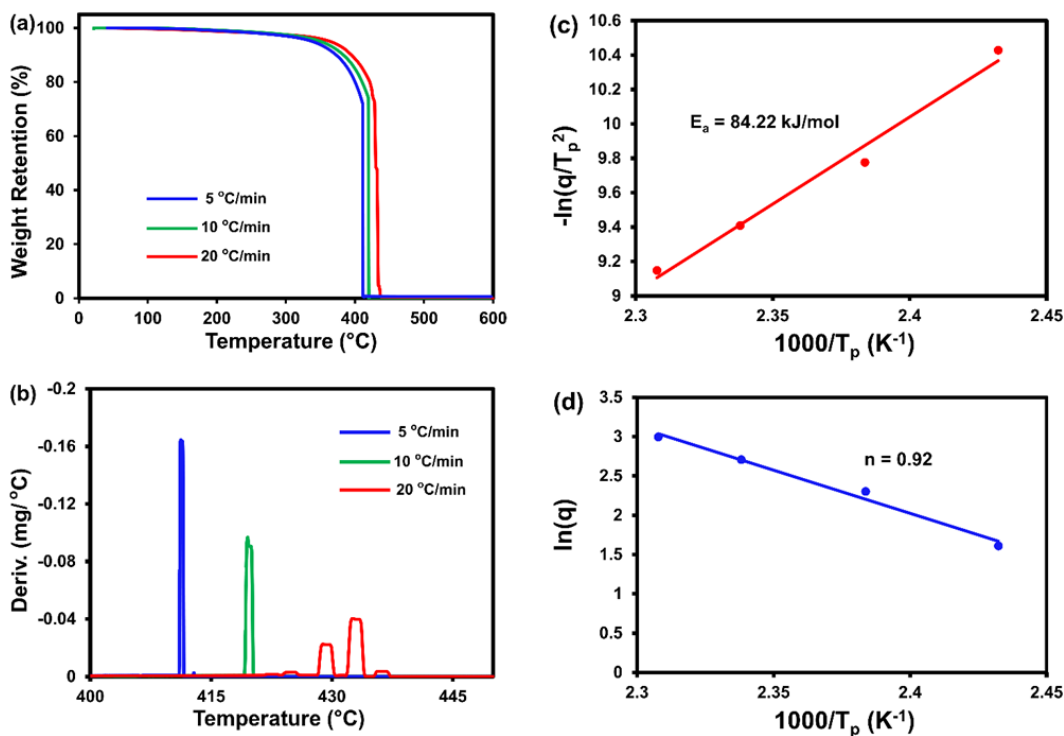 (a)
100
80
60
40
20
0
Weight Retention (%)
5 °C/min
10 °C/min
20 °C/min
0 100 200 300 400 500 600
Temperature (°C)
(b)
-0.2
-0.16
-0.12
-0.08
-0.04
0
Deriv. (mg/°C)
5 °C/min
10 °C/min
20 °C/min
400 415 430 445
Temperature (°C)
(c)
10.6
10.4
10.2
10
9.8
9.6
9.4
9.2
9
-ln(q/Tp²)
Ea = 84.22 kJ/mol
2.3 2.35 2.4 2.45
1000/Tp (K⁻¹)
(d)
3.5
3
2.5
2
1.5
1
0.5
0
ln(q)
n = 0.92
2.3 2.35 2.4 2.45
1000/Tp (K⁻¹)